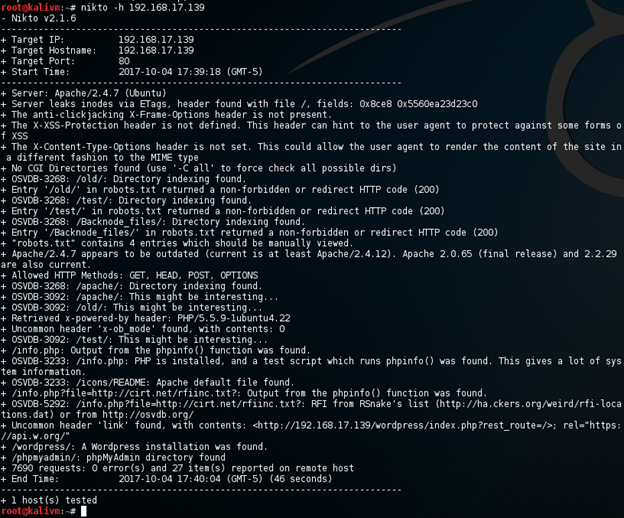 root@kalivm:~# nikto -h 192.168.17.139
- Nikto v2.1.6
---------------------------------------------------------------------------
+ Target IP:          192.168.17.139
+ Target Hostname:    192.168.17.139
+ Target Port:        80
+ Start Time:         2017-10-04 17:39:18 (GMT-5)
---------------------------------------------------------------------------
+ Server: Apache/2.4.7 (Ubuntu)
+ Server leaks inodes via ETags, header found with file /, fields: 0x8ce8 0x5560ea23d23c0
+ The anti-clickjacking X-Frame-Options header is not present.
+ The X-XSS-Protection header is not defined. This header can hint to the user agent to protect against some forms o
f XSS
+ The X-Content-Type-Options header is not set. This could allow the user agent to render the content of the site in
 a different fashion to the MIME type
+ No CGI Directories found (use '-C all' to force check all possible dirs)
+ OSVDB-3268: /old/: Directory indexing found.
+ Entry '/old/' in robots.txt returned a non-forbidden or redirect HTTP code (200)
+ OSVDB-3268: /test/: Directory indexing found.
+ Entry '/test/' in robots.txt returned a non-forbidden or redirect HTTP code (200)
+ OSVDB-3268: /Backnode_files/: Directory indexing found.
+ Entry '/Backnode_files/' in robots.txt returned a non-forbidden or redirect HTTP code (200)
+ "robots.txt" contains 4 entries which should be manually viewed.
+ Apache/2.4.7 appears to be outdated (current is at least Apache/2.4.12). Apache 2.0.65 (final release) and 2.2.29
are also current.
+ Allowed HTTP Methods: GET, HEAD, POST, OPTIONS
+ OSVDB-3268: /apache/: Directory indexing found.
+ OSVDB-3092: /apache/: This might be interesting...
+ OSVDB-3092: /old/: This might be interesting...
+ Retrieved x-powered-by header: PHP/5.5.9-1ubuntu4.22
+ Uncommon header 'x-ob_mode' found, with contents: 0
+ OSVDB-3092: /test/: This might be interesting...
+ /info.php: Output from the phpinfo() function was found.
+ OSVDB-3233: /info.php: PHP is installed, and a test script which runs phpinfo() was found. This gives a lot of sys
tem information.
+ OSVDB-3233: /icons/README: Apache default file found.
+ /info.php?file=http://cirt.net/rfiinc.txt?: Output from the phpinfo() function was found.
+ OSVDB-5292: /info.php?file=http://cirt.net/rfiinc.txt?: RFI from RSnake's list (http://ha.ckers.org/weird/rfi-loca
tions.dat) or from http://osvdb.org/
+ Uncommon header 'link' found, with contents: <http://192.168.17.139/wordpress/index.php?rest_route=/>; rel="https:
//api.w.org/"
+ /wordpress/: A Wordpress installation was found.
+ /phpmyadmin/: phpMyAdmin directory found
+ 7690 requests: 0 error(s) and 27 item(s) reported on remote host
+ End Time:           2017-10-04 17:40:04 (GMT-5) (46 seconds)
---------------------------------------------------------------------------
+ 1 host(s) tested
root@kalivm:~#